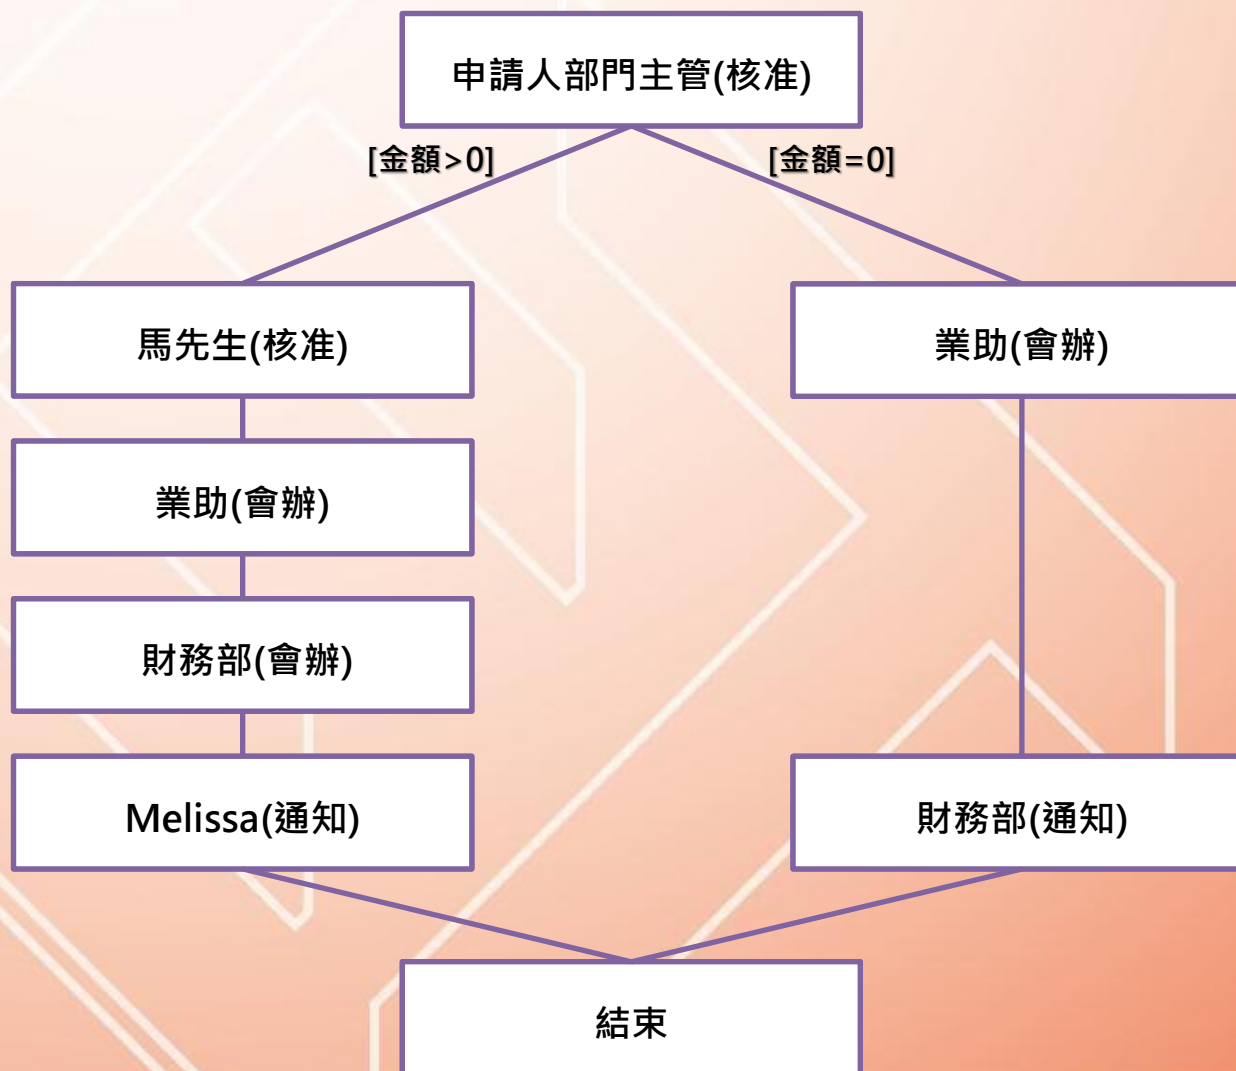 申請人部門主管(核准)
[金額>0]
[金額=0]
馬先生(核准)
業助(會辦)
業助(會辦)
財務部(會辦)
Melissa(通知)
財務部(通知)
結束